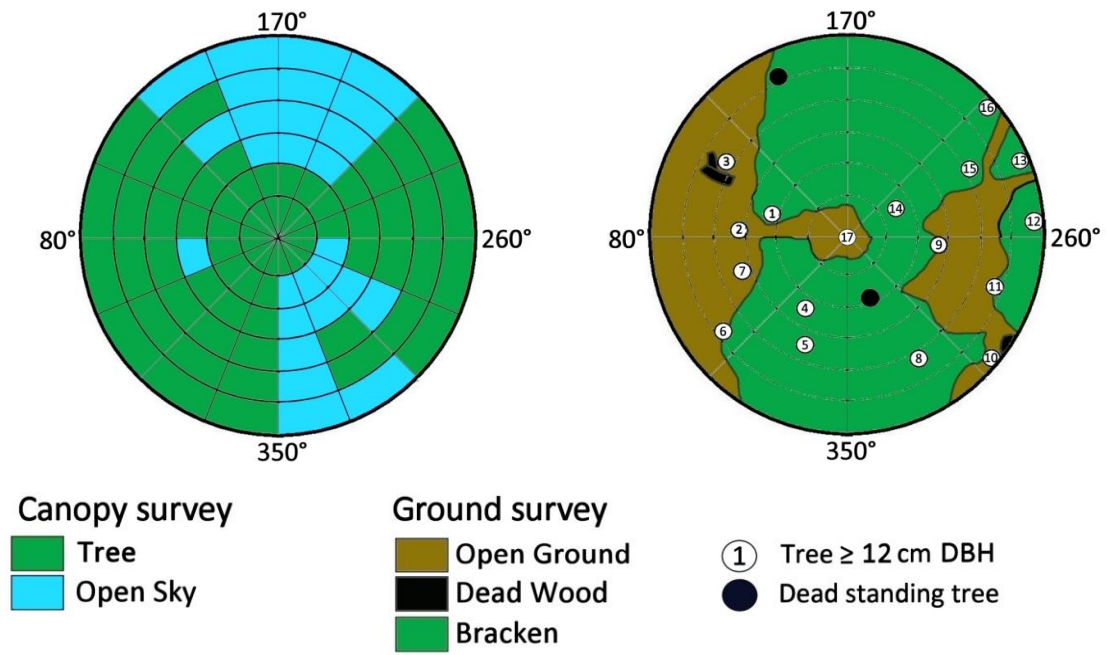 170°
170°
80°
260°
80°
260°
16
13
3
15
14
1
12
2
17
9
7
11
4
6
5
8
10
350°
350°
Canopy survey
Tree
Open Sky
Ground survey
Open Ground
Dead Wood
Bracken
1 Tree ≥ 12 cm DBH
Dead standing tree